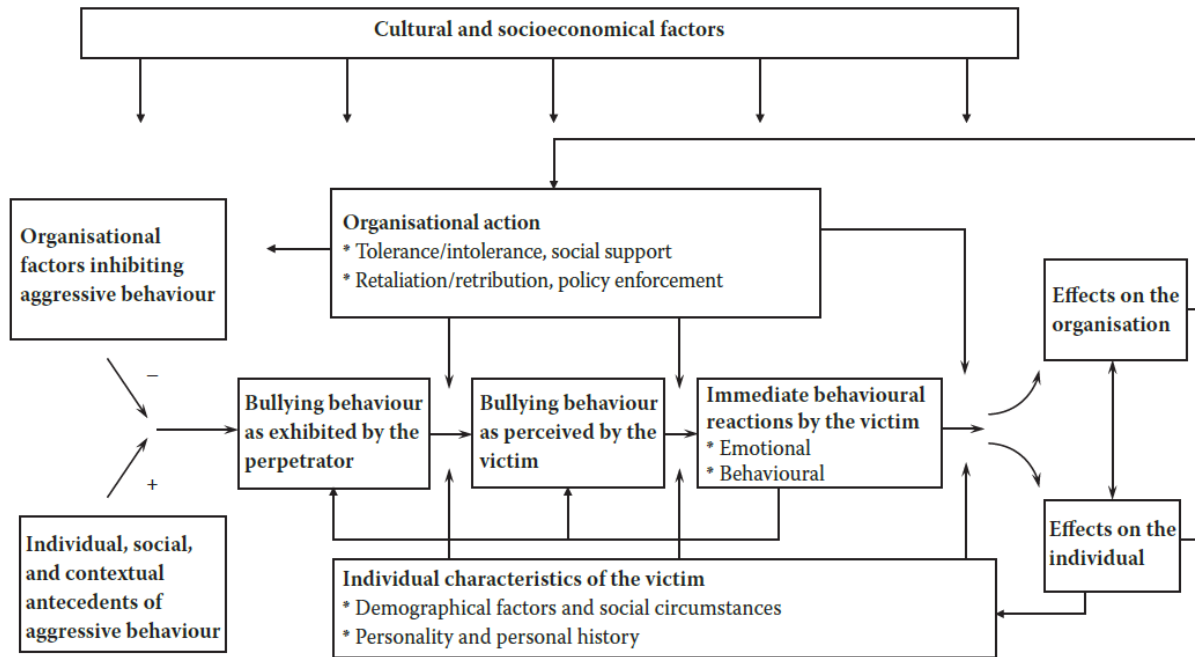 Cultural and socioeconomical factors
Organisational action
* Tolerance/intolerance, social support
* Retaliation/retribution, policy enforcement
Organisational
factors inhibiting
aggressive behaviour
Effects on the
organisation
−
Bullying behaviour
as exhibited by the
perpetrator
Bullying behaviour
as perceived by the
victim
Immediate behavioural
reactions by the victim
* Emotional
* Behavioural
+
Individual, social,
and contextual
antecedents of
aggressive behaviour
Effects on the
individual
Individual characteristics of the victim
* Demographical factors and social circumstances
* Personality and personal history